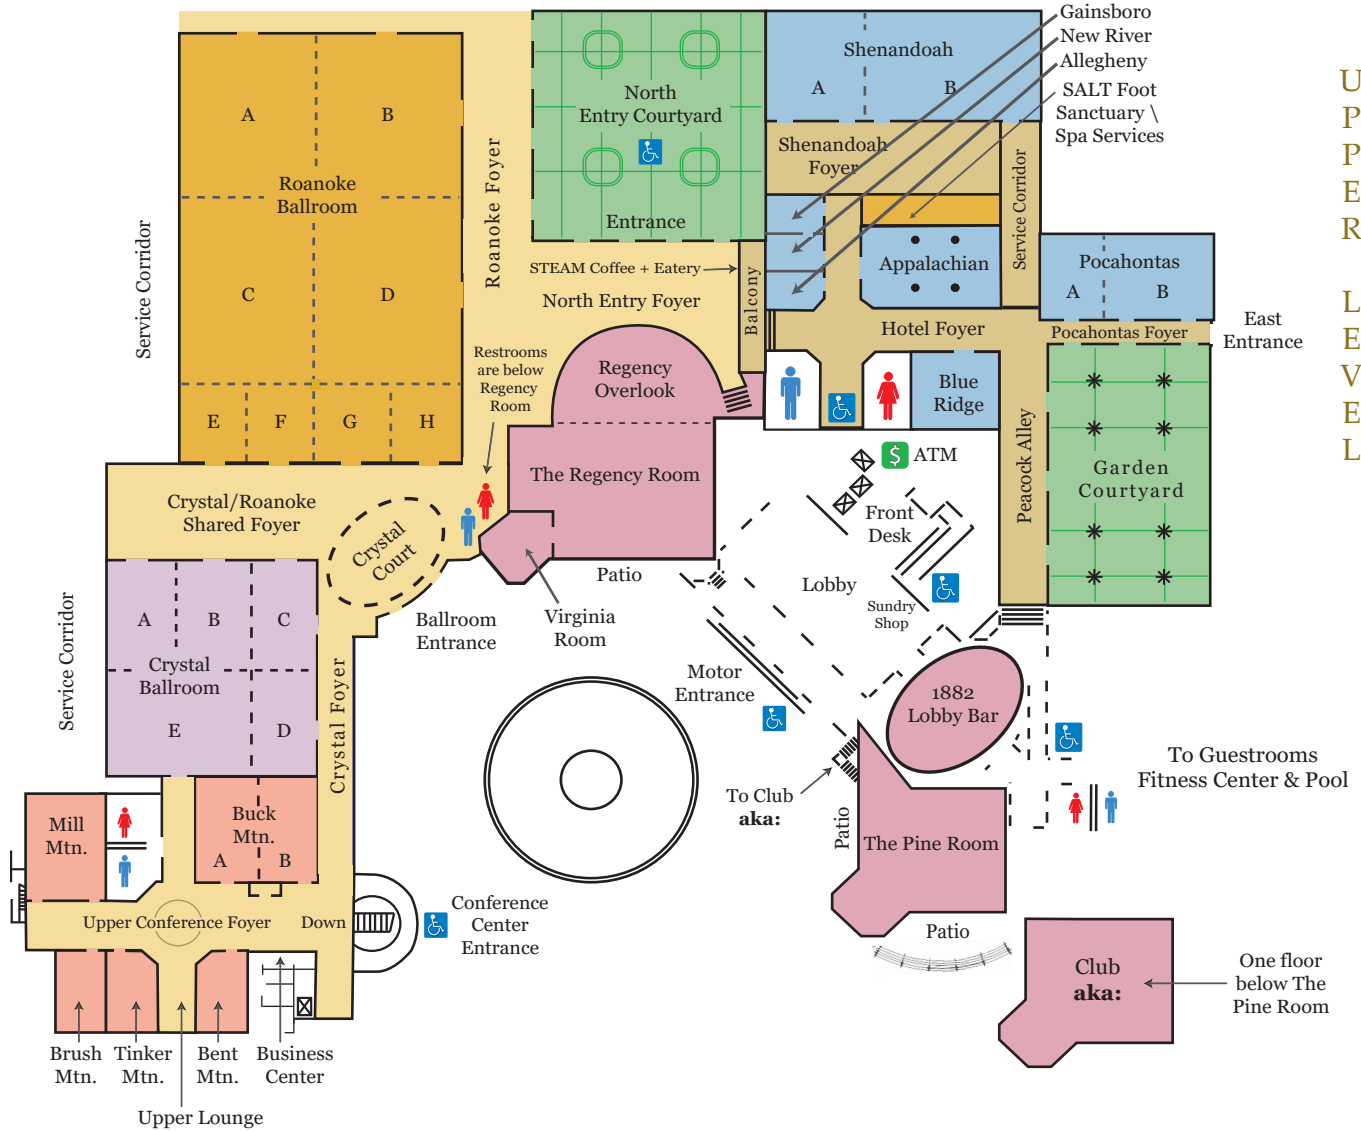 Gainsboro
New River
Allegheny
SALT Foot
Sanctuary \
Spa Services
UPPER LEVEL
Shenandoah
A
B
North
Entry Courtyard
Entrance
Shenandoah
Foyer
Service Corridor
A
B
Roanoke
Ballroom
C
D
E
F
G
H
Service Corridor
Roanoke Foyer
STEAM Coffee + Eatery
Balcony
North Entry Foyer
Appalachian
Pocahontas
A
B
Hotel Foyer
Pocahontas Foyer
East
Entrance
Restrooms
are below
Regency
Room
Regency
Overlook
The Regency Room
Blue
Ridge
Peacock Alley
Garden
Courtyard
$
ATM
Front
Desk
Lobby
Sundry
Shop
Crystal/Roanoke
Shared Foyer
Crystal
Court
Patio
Virginia
Room
Ballroom
Entrance
Service Corridor
A
B
C
Crystal
Ballroom
E
D
Crystal Foyer
Motor
Entrance
1882
Lobby Bar
To Guestrooms
Fitness Center & Pool
To Club
aka:
Patio
The Pine Room
Patio
Mill
Mtn.
Buck
Mtn.
A
B
Upper Conference Foyer
Down
Conference
Center
Entrance
Club
aka:
One floor
below The
Pine Room
Brush
Mtn.
Tinker
Mtn.
Bent
Mtn.
Business
Center
Upper Lounge